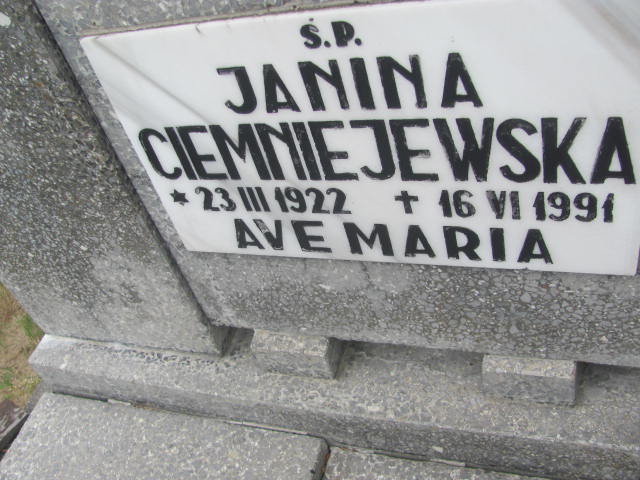 Ś.P.
JANINA
CIEMNIEJEWSKA
* 23 III 1922 † 16 VI 1991
AVE MARIA